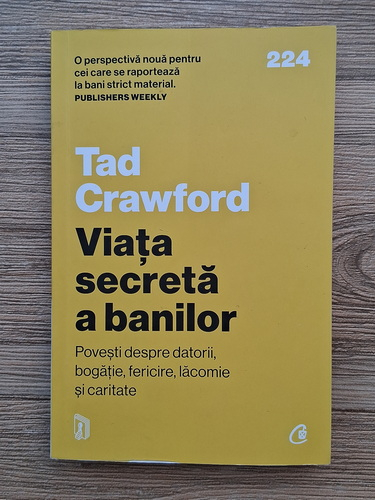 O perspectivă nouă pentru
cei care se raportează
la bani strict material.
PUBLISHERS WEEKLY
224
Tad
Crawford
Viața
secretă
a banilor
Povești despre datorii,
bogăție, fericire, lăcomie
și caritate